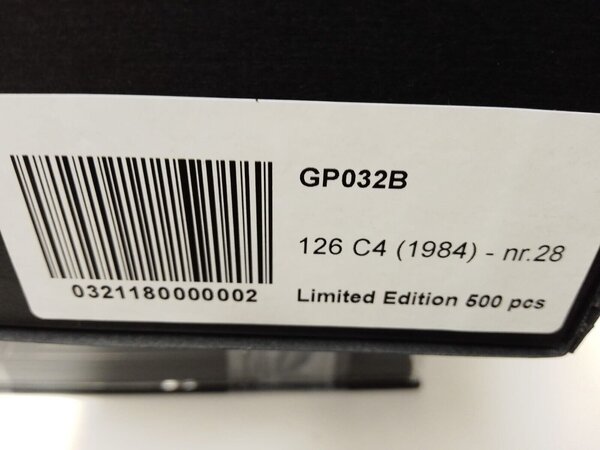 GP032B
126 C4 (1984) - nr.28
0321180000002
Limited Edition 500 pcs